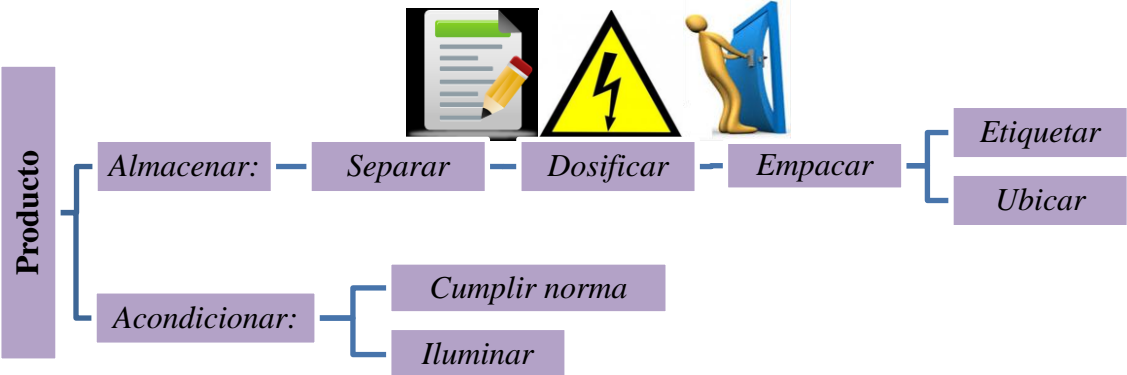 Producto
Almacenar:
Separar
Dosificar
Empacar
Etiquetar
Ubicar
Acondicionar:
Cumplir norma
Iluminar